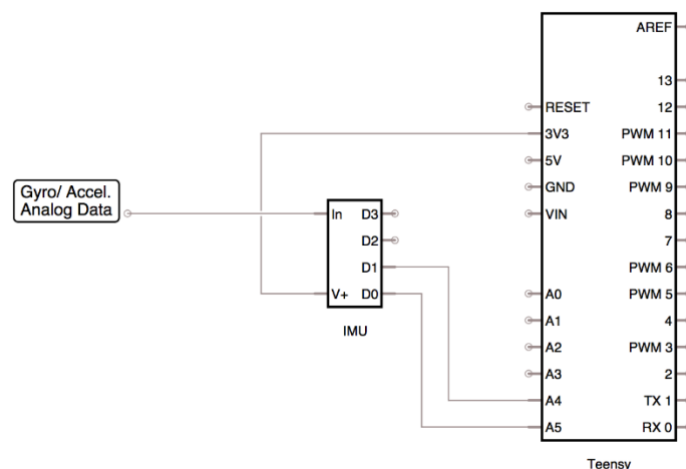 AREF
13
RESET 12
3V3 PWM 11
5V PWM 10
Gyro/ Accel.
Analog Data
GND PWM 9
In D3
VIN 8
D2
7
D1
PWM 6
V+ D0
A0 PWM 5
A1 4
IMU
A2 PWM 3
A3 2
A4 TX 1
A5 RX 0
Teensy